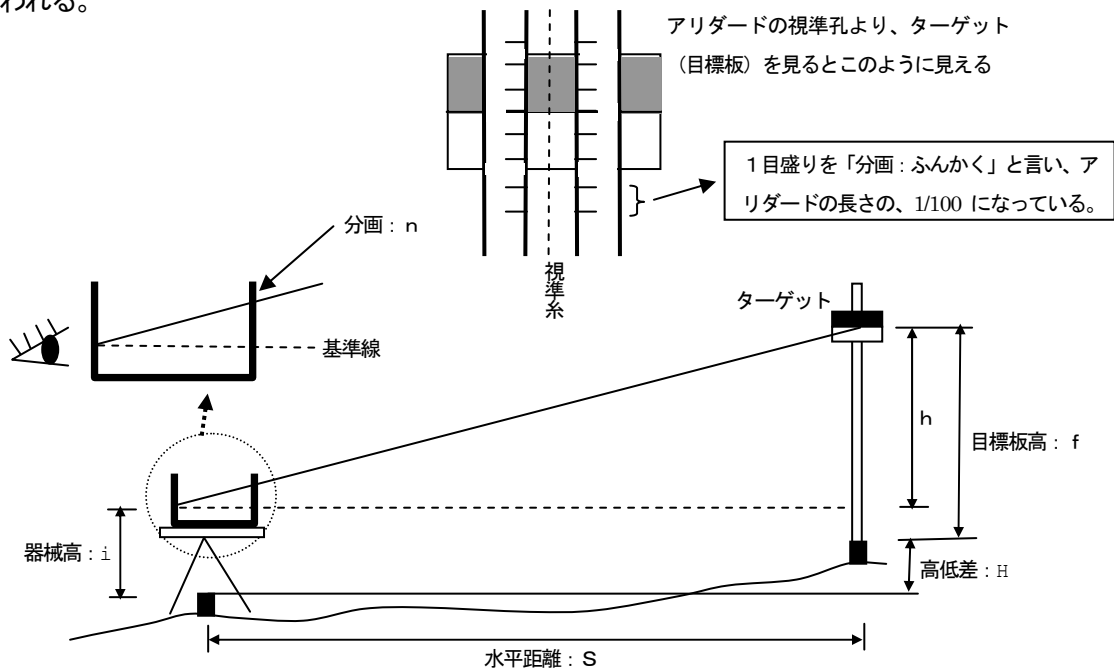 われる。
アリダードの視準孔より、ターゲット
（目標板）を見るとこのように見える
1目盛りを「分画：ふんかく」と言い、ア
リダードの長さの、1/100 になっている。
分画：n
視準糸
ターゲット
基準線
h
目標板高：f
器械高：i
高低差：H
水平距離：S